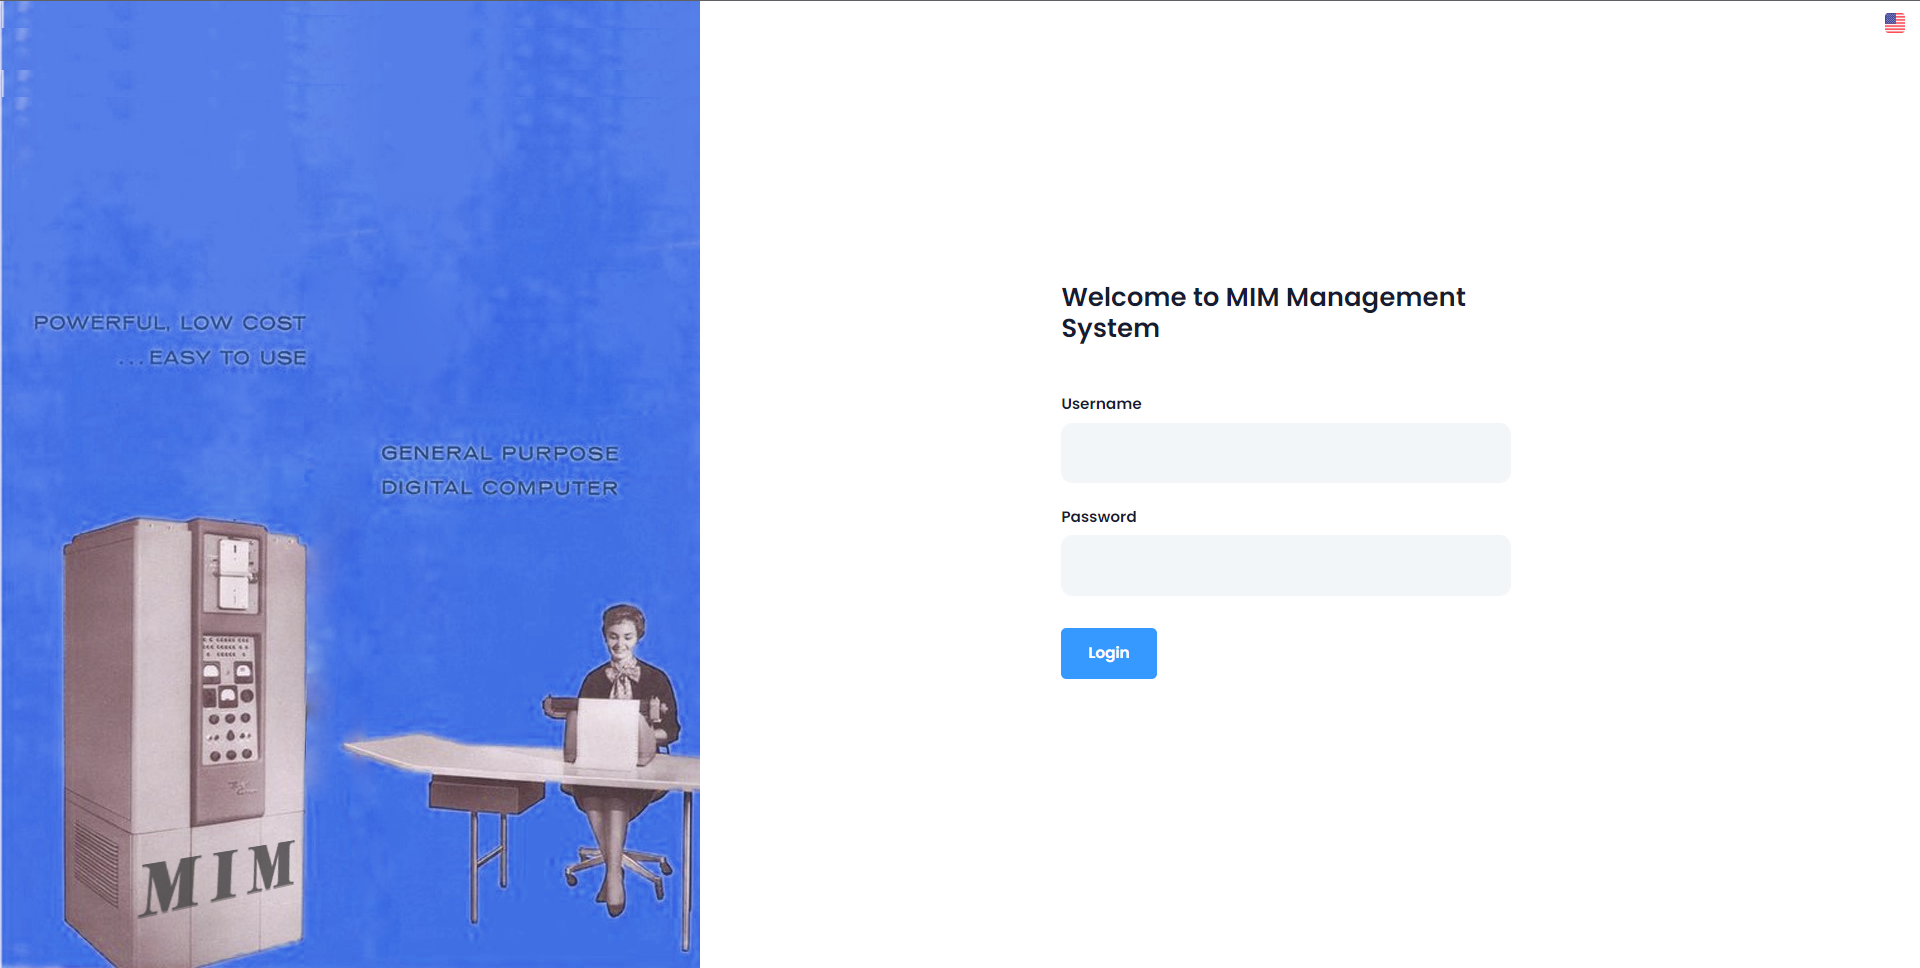 POWERFUL, LOW COST
...EASY TO USE
GENERAL PURPOSE
DIGITAL COMPUTER
MIM
Welcome to MIM Management
System
Username
Password
Login